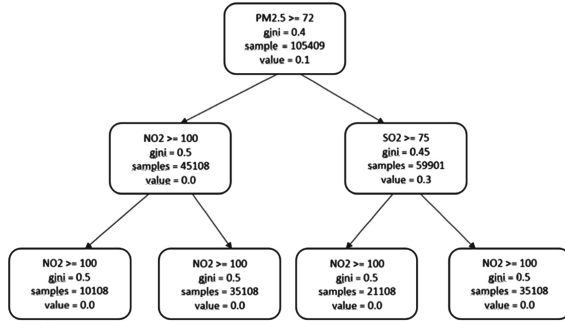 PM2.5 >= 72
gini = 0.4
sample = 105409
value = 0.1
NO2 >= 100
gini = 0.5
samples = 45108
value = 0.0
SO2 >= 75
gini = 0.45
samples = 59901
value = 0.3
NO2 >= 100
gini = 0.5
samples = 10108
value = 0.0
NO2 >= 100
gini = 0.5
samples = 35108
value = 0.0
NO2 >= 100
gini = 0.5
samples = 21108
value = 0.0
NO2 >= 100
gini = 0.5
samples = 35108
value = 0.0